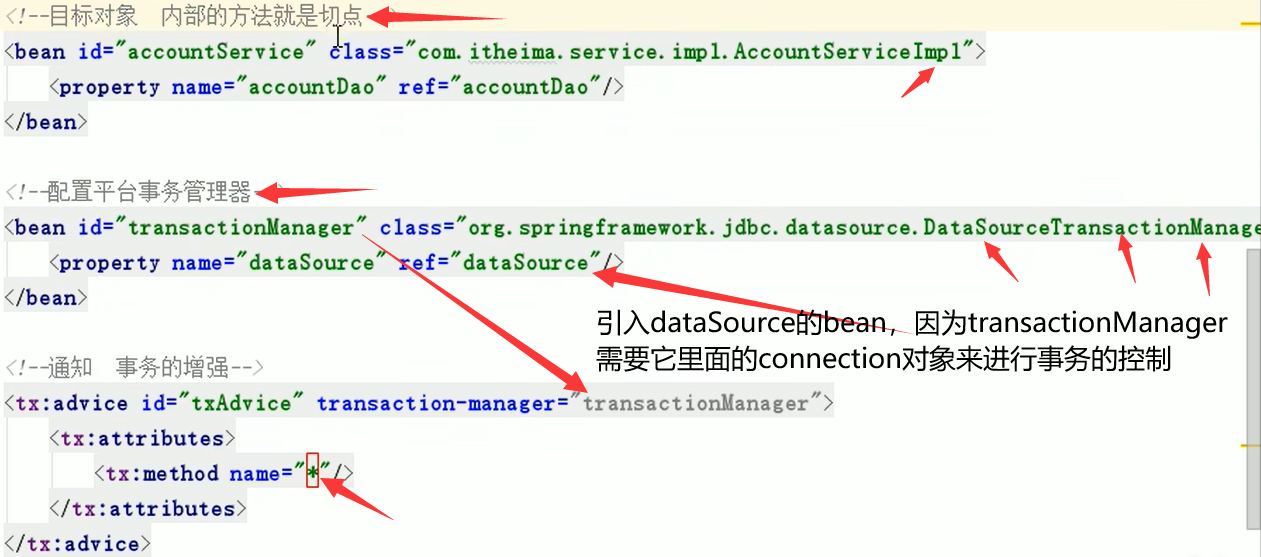 <!--目标对象 内部的方法就是切点-->
<bean id="accountService" class="com.itheima.service.impl.AccountServiceImpl">
<property name="accountDao" ref="accountDao"/>
</bean>
<!--配置平台事务管理器-->
<bean id="transactionManager" class="org.springframework.jdbc.datasource.DataSourceTransactionManage
<property name="dataSource" ref="dataSource"/>
</bean>
引入dataSource的bean，因为transactionManager
需要它里面的connection对象来进行事务的控制
<!--通知 事务的增强-->
<tx:advice id="txAdvice" transaction-manager="transactionManager">
<tx:attributes>
<tx:method name="*"/>
</tx:attributes>
</tx:advice>